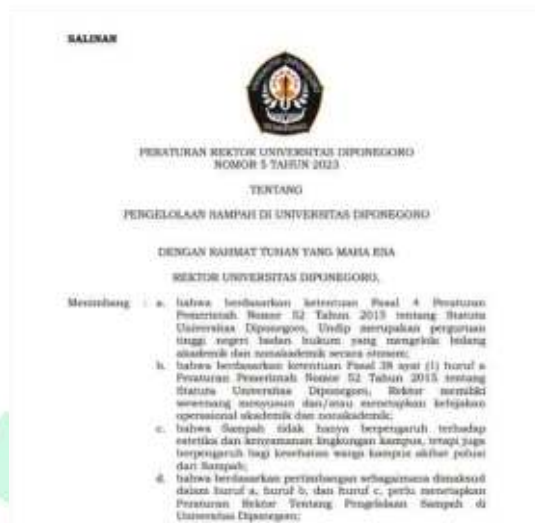 SALINAN
PERATURAN REKTOR UNIVERSITAS DIPONEGORO
NOMOR 5 TAHUN 2023
TENTANG
PENGELOLAAN SAMPAH DI UNIVERSITAS DIPONEGORO
DENGAN RAHMAT TUHAN YANG MAHA ESA
REKTOR UNIVERSITAS DIPONEGORO,
Menimbang : a. bahwa berdasarkan ketentuan Pasal 4 Peraturan
Pemerintah Nomor 52 Tahun 2015 tentang Statuta
Universitas Diponegoro, Undip merupakan perguruan
tinggi negeri badan hukum yang mengelola bidang
akademik dan nonakademik secara otonom;
b. bahwa berdasarkan ketentuan Pasal 38 ayat (1) huruf a
Peraturan Pemerintah Nomor 52 Tahun 2015 tentang
Statuta Universitas Diponegoro, Rektor memiliki
wewenang menyusun dan/atau menetapkan kebijakan
operasional akademik dan nonakademik;
c. bahwa Sampah tidak hanya berpengaruh terhadap
estetika dan kenyamanan lingkungan kampus, tetapi juga
berpengaruh bagi kesehatan warga kampus akibat polusi
dari Sampah;
d. bahwa berdasarkan pertimbangan sebagaimana dimaksud
dalam huruf a, huruf b, dan huruf c, perlu menetapkan
Peraturan Rektor Tentang Pengelolaan Sampah di
Universitas Diponegoro;